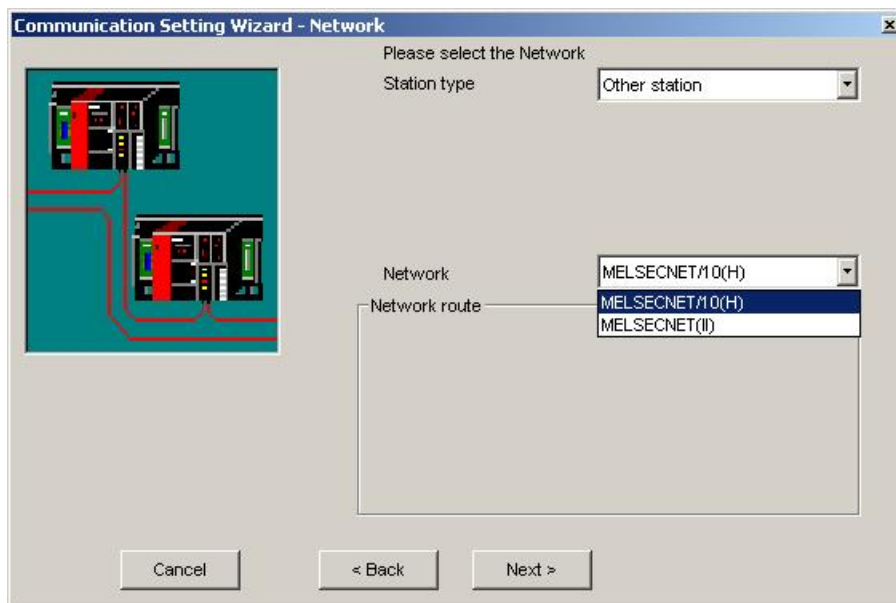 Communication Setting Wizard - Network
Please select the Network
Station type
Other station
Network
MELSECNET/10(H)
MELSECNET/10(H)
MELSECNET(II)
Network route
Cancel
< Back
Next >